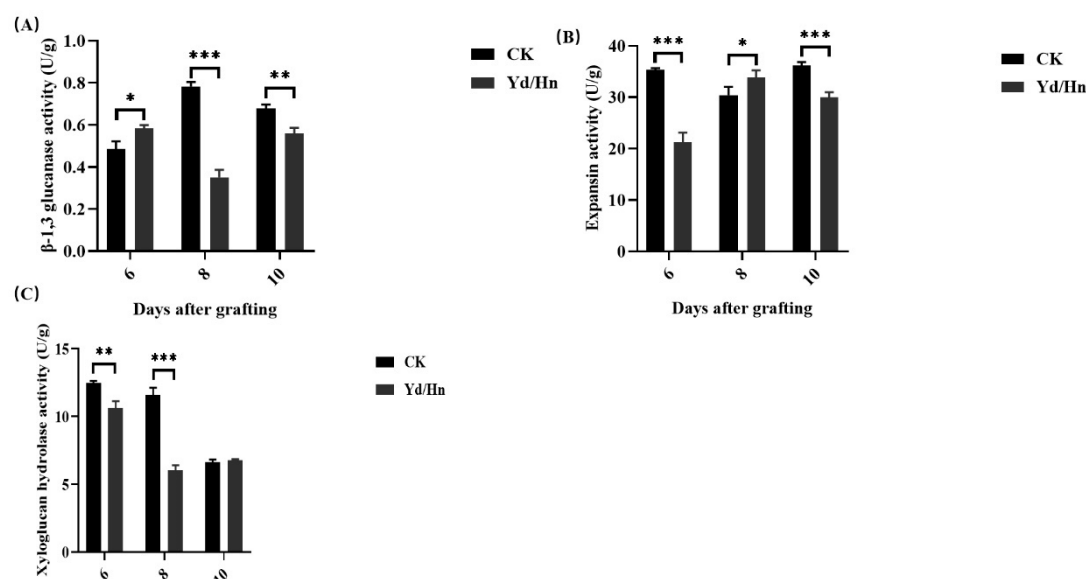 (A)
β-1,3 glucanase activity (U/g)
1.0
0.8
0.6
0.4
0.2
0.0
*
***
**
6
8
10
Days after grafting
CK
Yd/Hn
(B)
Expansin activity (U/g)
40
30
20
10
0
***
*
***
6
8
10
Days after grafting
CK
Yd/Hn
(C)
Xyloglucan hydrolase activity (U/g)
15
10
5
0
**
***
6
8
10
CK
Yd/Hn